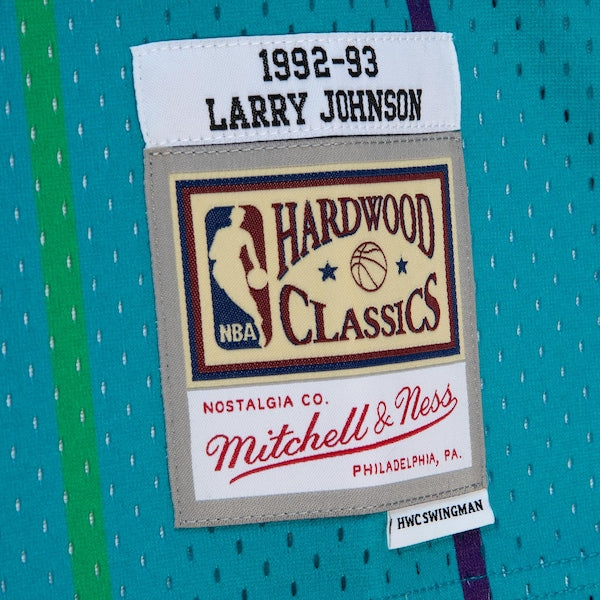 1992-93
LARRY JOHNSON
HARDWOOD
CLASSICS
NBA
NOSTALGIA CO.
Mitchell & Ness
PHILADELPHIA, PA.
HWC SWINGMAN